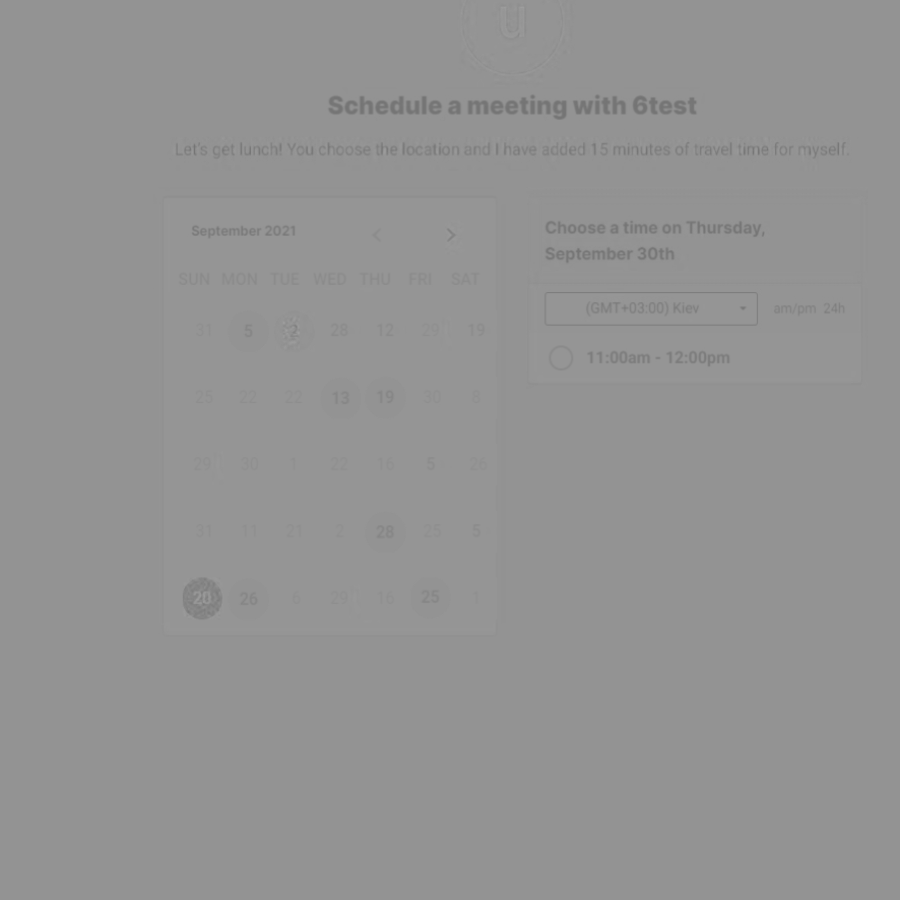 u
Schedule a meeting with 6test
Let's get lunch! You choose the location and I have added 15 minutes of travel time for myself.
September 2021
SUN MON TUE WED THU FRI SAT
31 5 2 28 12 29 19
25 22 22 13 19 30 8
29 30 1 22 16 5 26
31 11 21 2 28 25 5
20 26 6 29 16 25 1
Choose a time on Thursday,
September 30th
(GMT+03:00) Kiev am/pm 24h
11:00am - 12:00pm